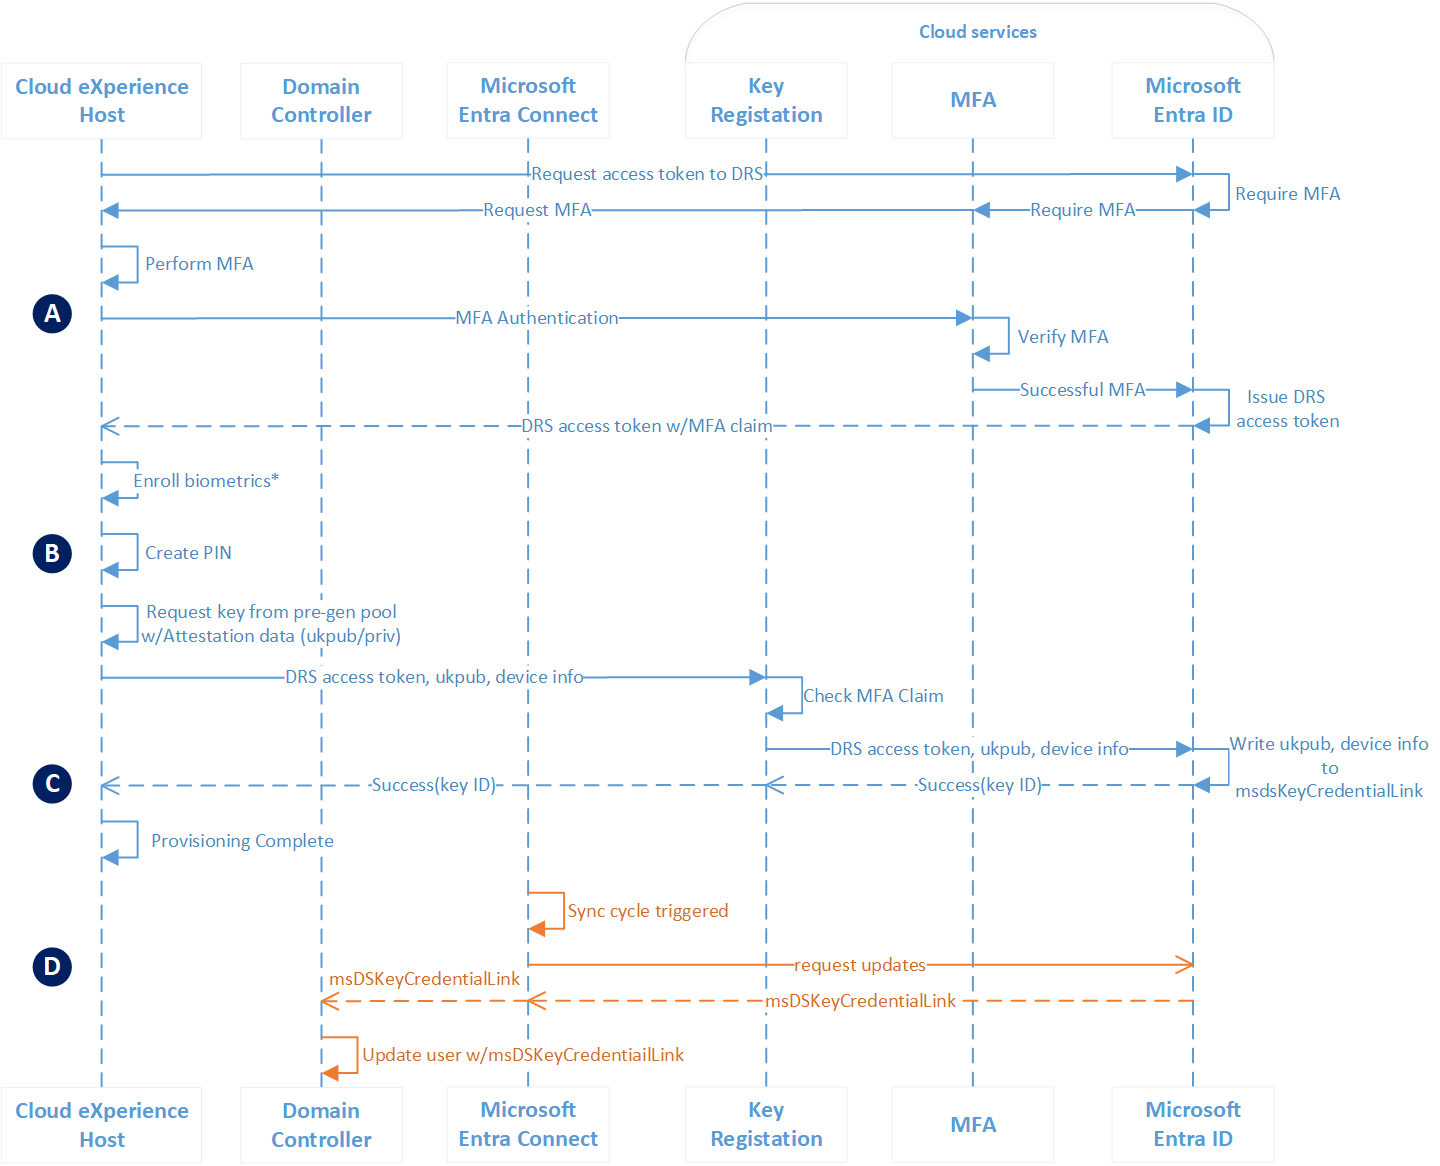 Cloud services
Cloud eXperience
Host
Domain
Controller
Microsoft
Entra Connect
Key
Registation
MFA
Microsoft
Entra ID
Request access token to DRS
Require MFA
Request MFA
Require MFA
Perform MFA
A
MFA Authentication
Verify MFA
Successful MFA
Issue DRS
access token
DRS access token w/MFA claim
Enroll biometrics*
B
Create PIN
Request key from pre-gen pool
w/Attestation data (ukpub/priv)
DRS access token, ukpub, device info
Check MFA Claim
DRS access token, ukpub, device info
Write ukpub, device info
to
msdsKeyCredentialLink
C
Success(key ID)
Success(key ID)
Provisioning Complete
Sync cycle triggered
D
request updates
msDSKeyCredentialLink
msDSKeyCredentialLink
Update user w/msDSKeyCredentiailLink
Cloud eXperience
Host
Domain
Controller
Microsoft
Entra Connect
Key
Registation
MFA
Microsoft
Entra ID